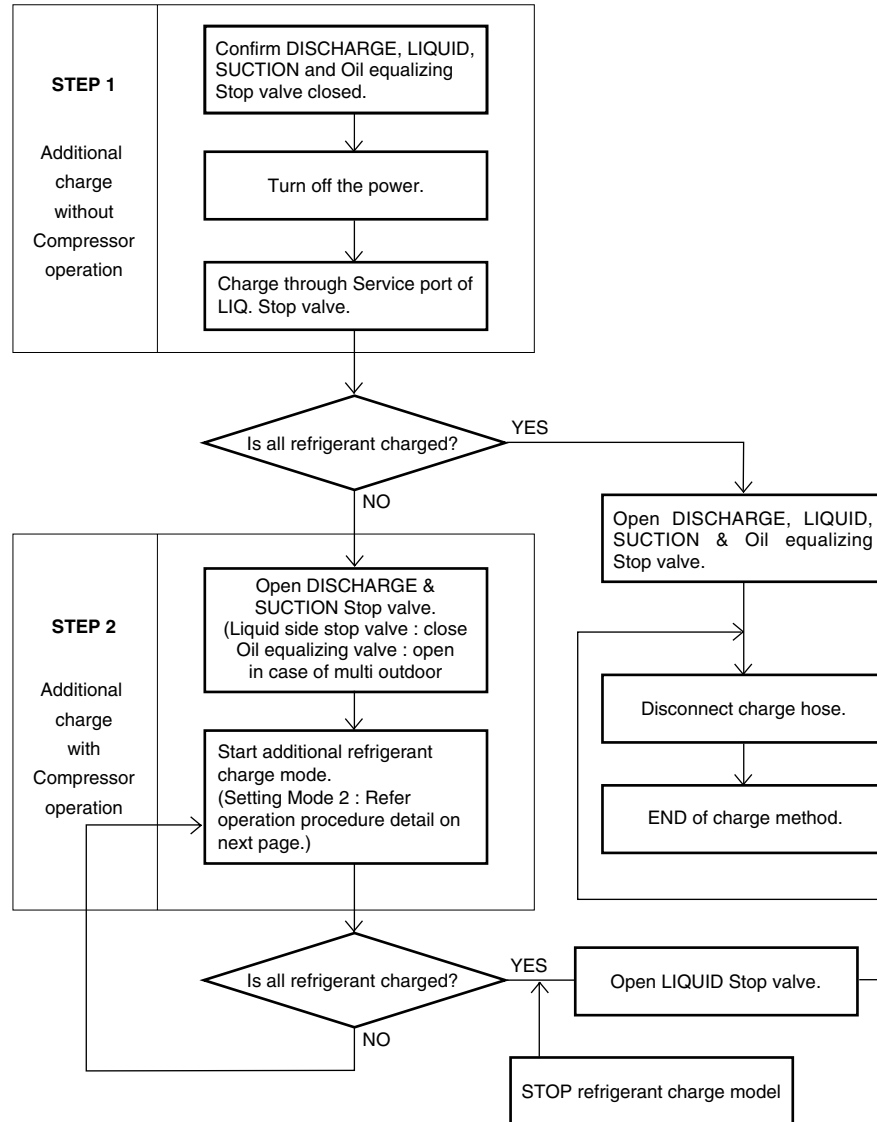 STEP 1
Additional
charge
without
Compressor
operation
Confirm DISCHARGE, LIQUID,
SUCTION and Oil equalizing
Stop valve closed.
Turn off the power.
Charge through Service port of
LIQ. Stop valve.
Is all refrigerant charged?
YES
NO
Open DISCHARGE, LIQUID,
SUCTION & Oil equalizing
Stop valve.
Disconnect charge hose.
END of charge method.
STEP 2
Additional
charge
with
Compressor
operation
Open DISCHARGE &
SUCTION Stop valve.
(Liquid side stop valve : close
Oil equalizing valve : open
in case of multi outdoor
Start additional refrigerant
charge mode.
(Setting Mode 2 : Refer
operation procedure detail on
next page.)
Is all refrigerant charged?
YES
NO
Open LIQUID Stop valve.
STOP refrigerant charge model